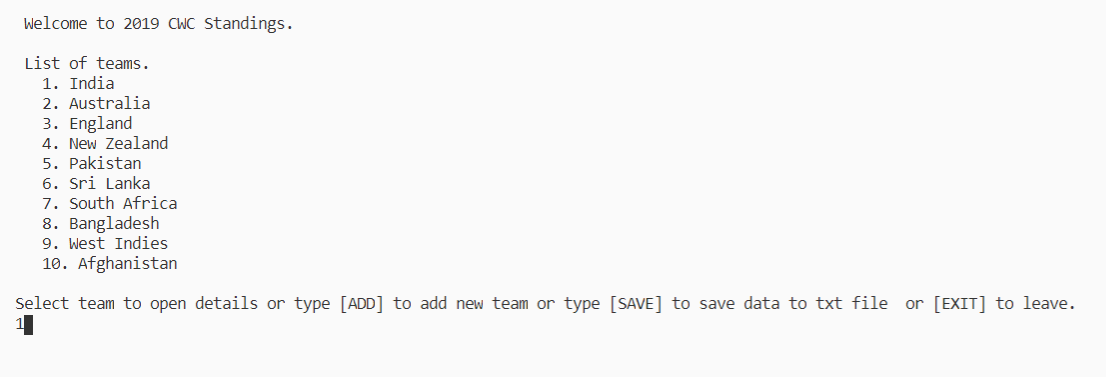 Welcome to 2019 CWC Standings.
List of teams.
1. India
2. Australia
3. England
4. New Zealand
5. Pakistan
6. Sri Lanka
7. South Africa
8. Bangladesh
9. West Indies
10. Afghanistan
Select team to open details or type [ADD] to add new team or type [SAVE] to save data to txt file  or [EXIT] to leave.
1